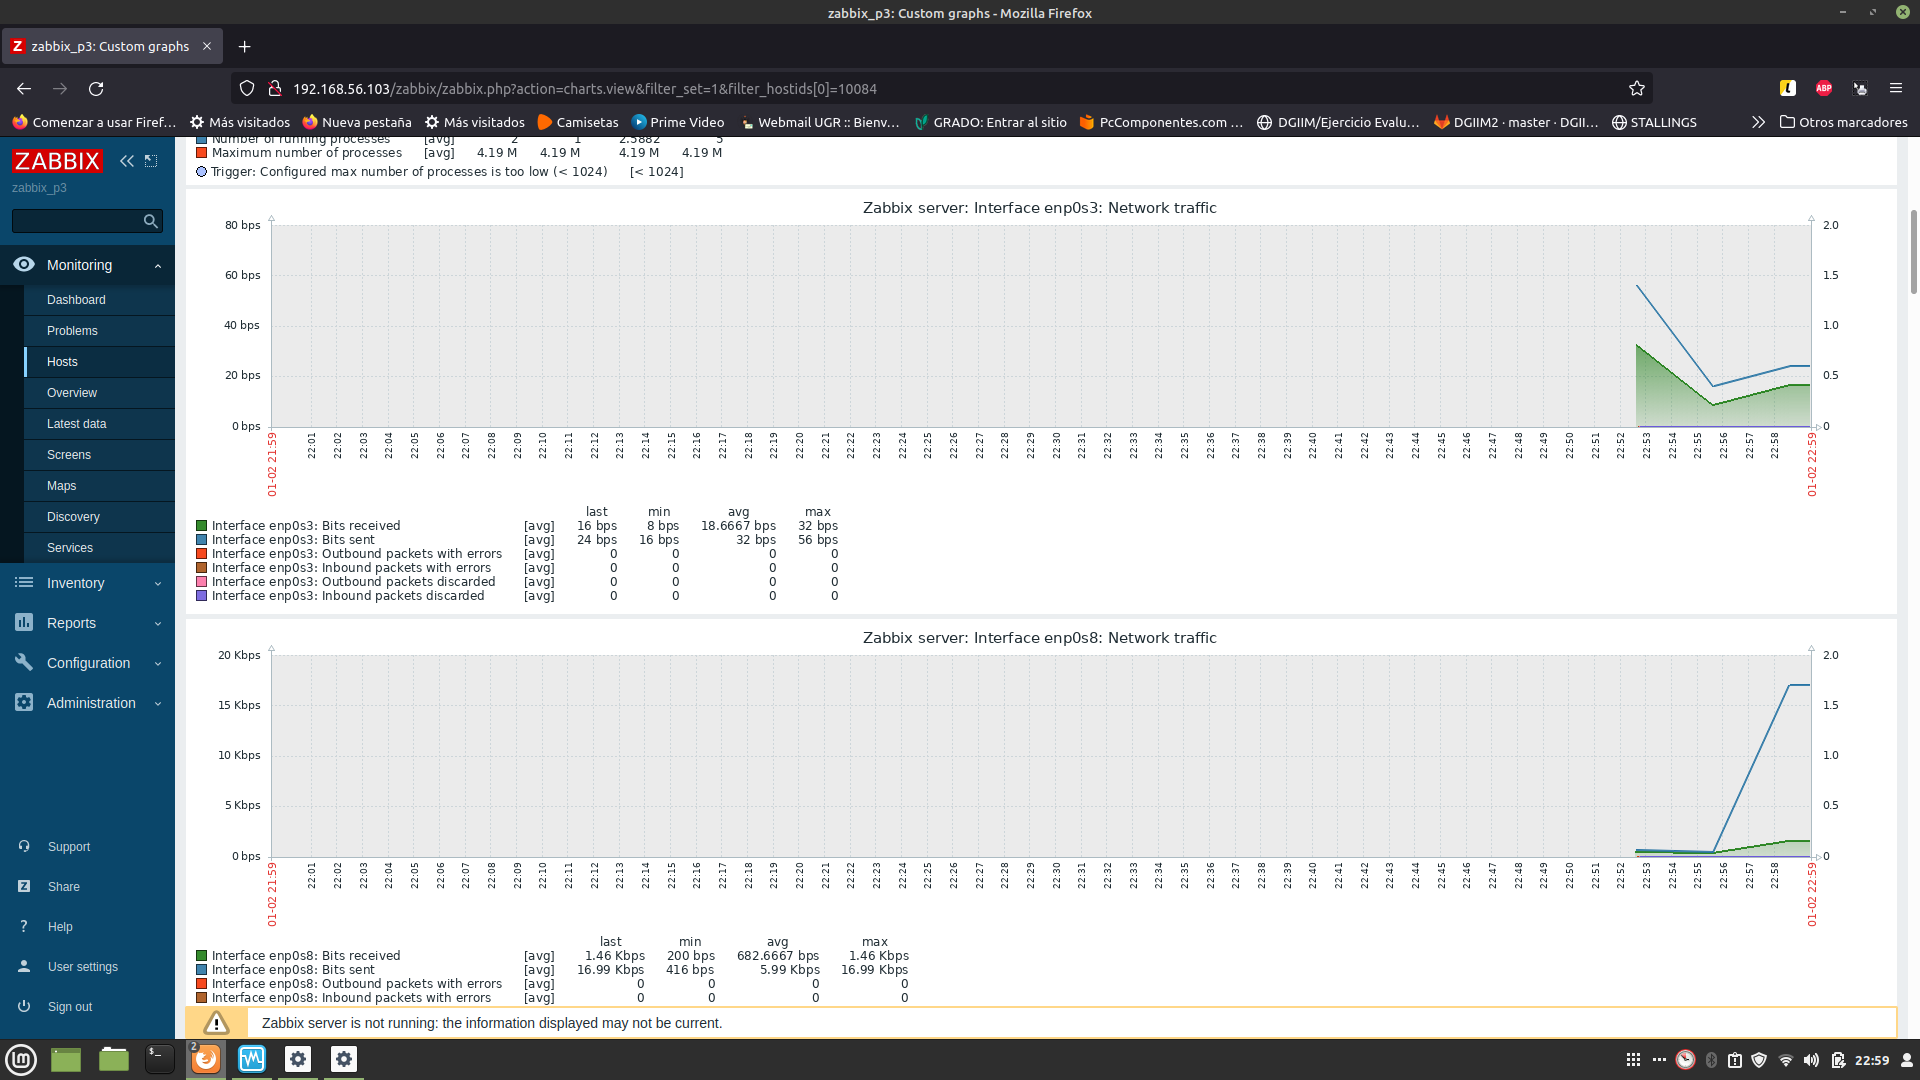 zabbix_p3: Custom graphs - Mozilla Firefox
zabbix_p3: Custom graphs
192.168.56.103/zabbix/zabbix.php?action=charts.view&filter_set=1&filter_hostids[0]=10084
ABP
Comenzar a usar Firef… Más visitados Nueva pestaña Más visitados Camisetas Prime Video Webmail UGR :: Bienv… GRADO: Entrar al sitio PcComponentes.com … DGIIM/Ejercicio Evalu… DGIIM2 · master · DGII… STALLINGS Otros marcadores
ZABBIX
zabbix_p3
Monitoring
Dashboard
Problems
Hosts
Overview
Latest data
Screens
Maps
Discovery
Services
Inventory
Reports
Configuration
Administration
Support
Share
Help
User settings
Sign out
Number of running processes [avg] 2 1 2.5882 5
Maximum number of processes [avg] 4.19 M 4.19 M 4.19 M 4.19 M
Trigger: Configured max number of processes is too low (< 1024) [< 1024]
Zabbix server: Interface enp0s3: Network traffic
80 bps 2.0
60 bps 1.5
40 bps 1.0
20 bps 0.5
0 bps 0
01-02 21:59 22:01 22:02 22:03 22:04 22:05 22:06 22:07 22:08 22:09 22:10 22:11 22:12 22:13 22:14 22:15 22:16 22:17 22:18 22:19 22:20 22:21 22:22 22:23 22:24 22:25 22:26 22:27 22:28 22:29 22:30 22:31 22:32 22:33 22:34 22:35 22:36 22:37 22:38 22:39 22:40 22:41 22:42 22:43 22:44 22:45 22:46 22:47 22:48 22:49 22:50 22:51 22:52 22:53 22:54 22:55 22:56 22:57 22:58 01-02 22:59
last min avg max
Interface enp0s3: Bits received [avg] 16 bps 8 bps 18.6667 bps 32 bps
Interface enp0s3: Bits sent [avg] 24 bps 16 bps 32 bps 56 bps
Interface enp0s3: Outbound packets with errors [avg] 0 0 0 0
Interface enp0s3: Inbound packets with errors [avg] 0 0 0 0
Interface enp0s3: Outbound packets discarded [avg] 0 0 0 0
Interface enp0s3: Inbound packets discarded [avg] 0 0 0 0
Zabbix server: Interface enp0s8: Network traffic
20 Kbps 2.0
15 Kbps 1.5
10 Kbps 1.0
5 Kbps 0.5
0 bps 0
01-02 21:59 22:01 22:02 22:03 22:04 22:05 22:06 22:07 22:08 22:09 22:10 22:11 22:12 22:13 22:14 22:15 22:16 22:17 22:18 22:19 22:20 22:21 22:22 22:23 22:24 22:25 22:26 22:27 22:28 22:29 22:30 22:31 22:32 22:33 22:34 22:35 22:36 22:37 22:38 22:39 22:40 22:41 22:42 22:43 22:44 22:45 22:46 22:47 22:48 22:49 22:50 22:51 22:52 22:53 22:54 22:55 22:56 22:57 22:58 01-02 22:59
last min avg max
Interface enp0s8: Bits received [avg] 1.46 Kbps 200 bps 682.6667 bps 1.46 Kbps
Interface enp0s8: Bits sent [avg] 16.99 Kbps 416 bps 5.99 Kbps 16.99 Kbps
Interface enp0s8: Outbound packets with errors [avg] 0 0 0 0
Interface enp0s8: Inbound packets with errors [avg] 0 0 0 0
Zabbix server is not running: the information displayed may not be current.
2
22:59